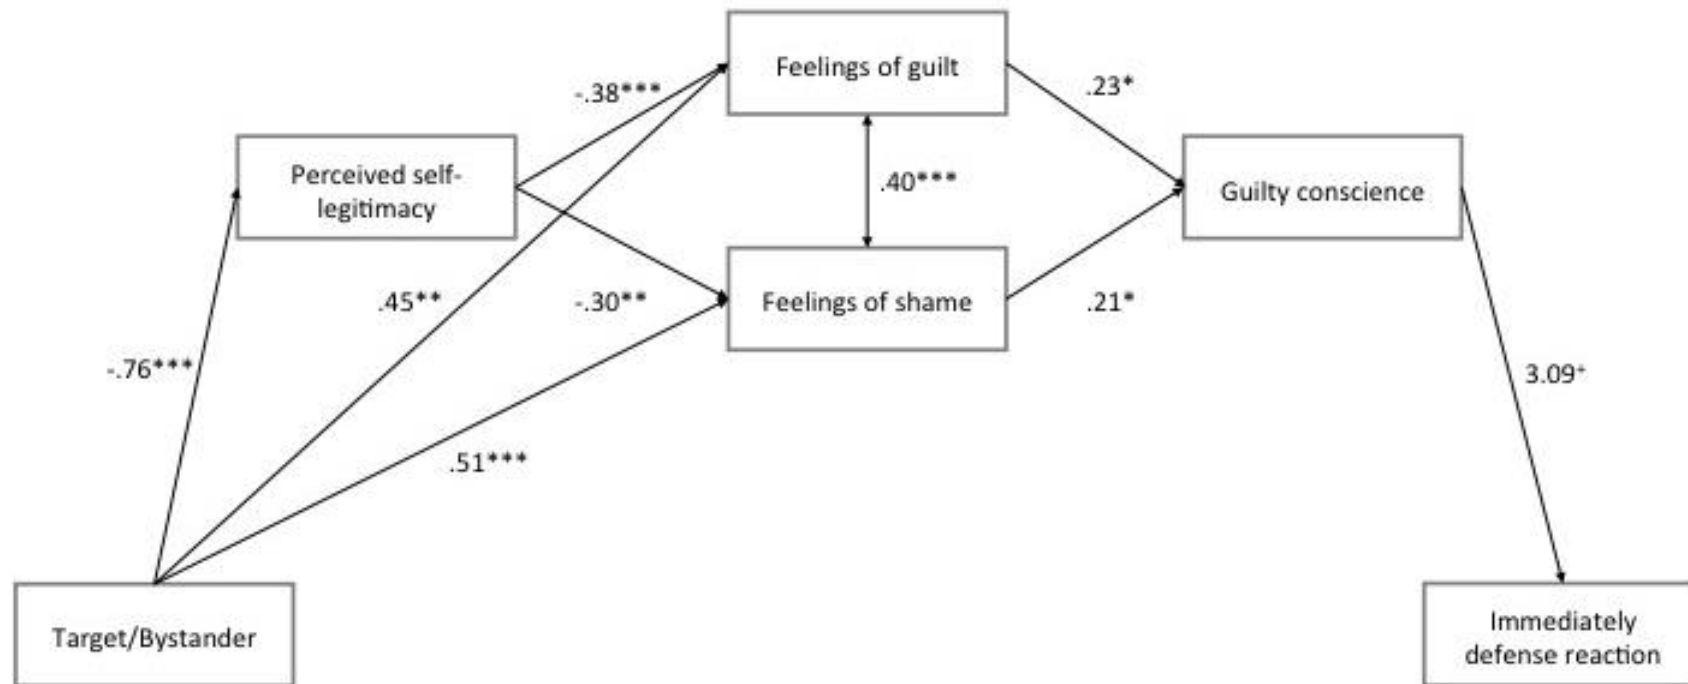 Feelings of guilt
-.38***
.23*
Perceived self-
legitimacy
.40***
Guilty conscience
.45**
-.30**
Feelings of shame
.21*
-.76***
3.09⁺
.51***
Target/Bystander
Immediately
defense reaction